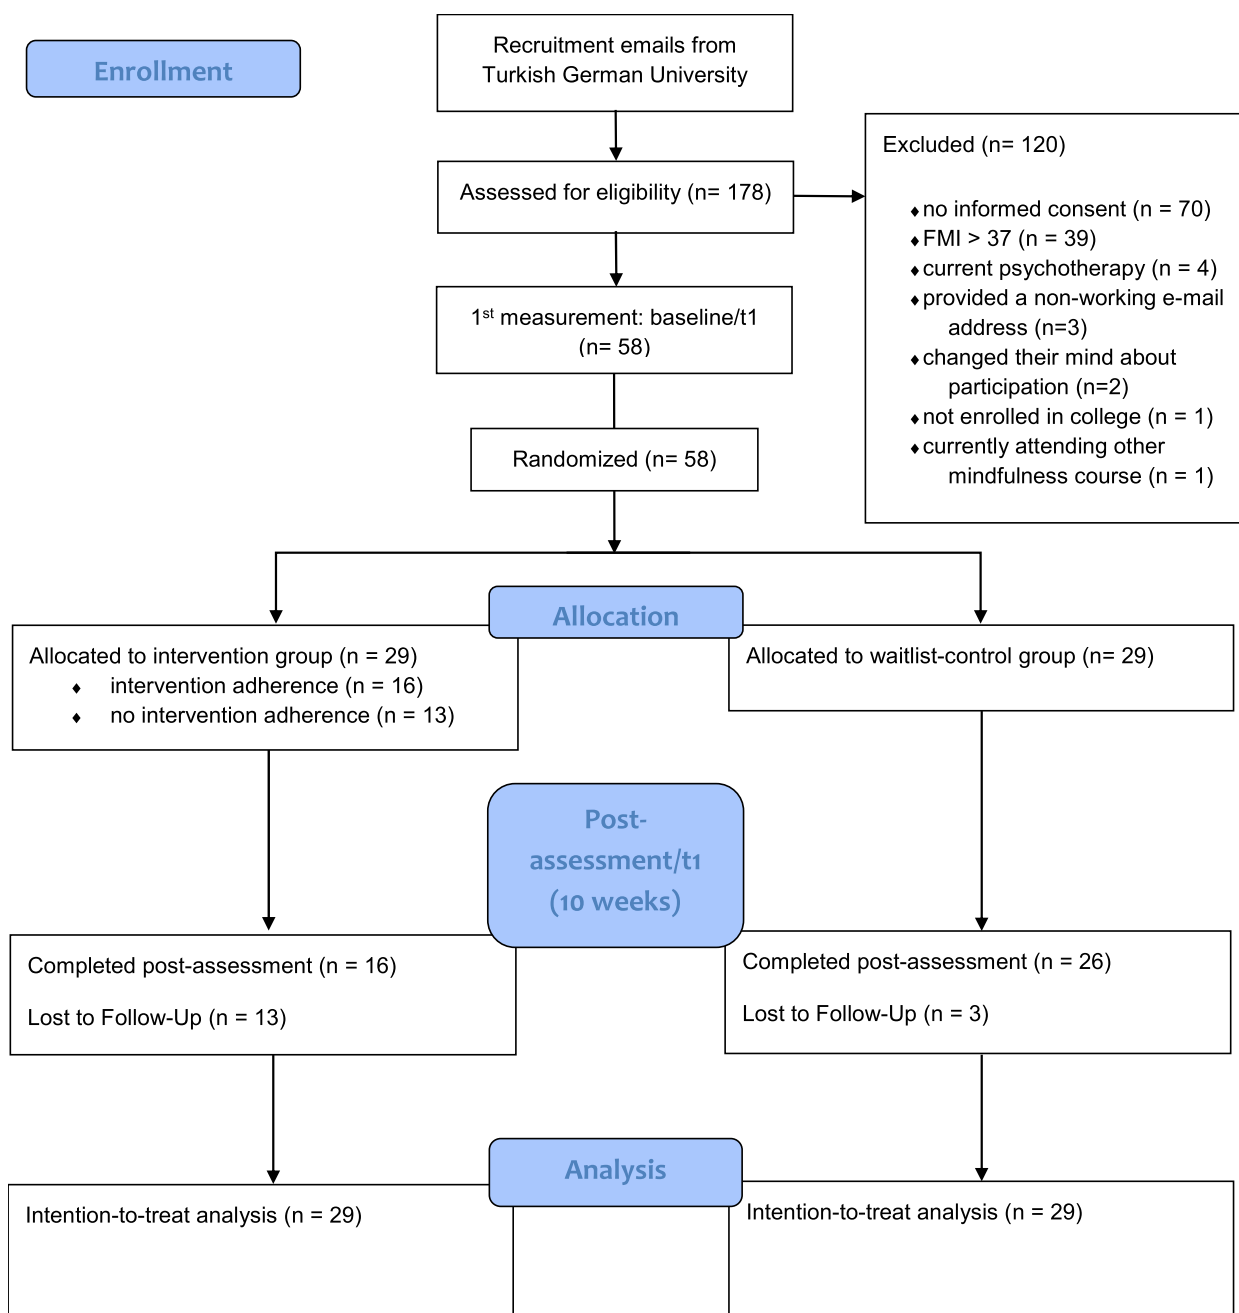 Enrollment
Recruitment emails from
Turkish German University
Assessed for eligibility (n= 178)
Excluded (n= 120)
♦no informed consent (n = 70)
♦FMI > 37 (n = 39)
♦current psychotherapy (n = 4)
♦provided a non-working e-mail
address (n=3)
♦changed their mind about
participation (n=2)
♦not enrolled in college (n = 1)
♦currently attending other
mindfulness course (n = 1)
1st measurement: baseline/t1
(n= 58)
Randomized (n= 58)
Allocation
Allocated to intervention group (n = 29)
♦ intervention adherence (n = 16)
♦ no intervention adherence (n = 13)
Allocated to waitlist-control group (n= 29)
Post-
assessment/t1
(10 weeks)
Completed post-assessment (n = 16)
Lost to Follow-Up (n = 13)
Completed post-assessment (n = 26)
Lost to Follow-Up (n = 3)
Analysis
Intention-to-treat analysis (n = 29)
Intention-to-treat analysis (n = 29)